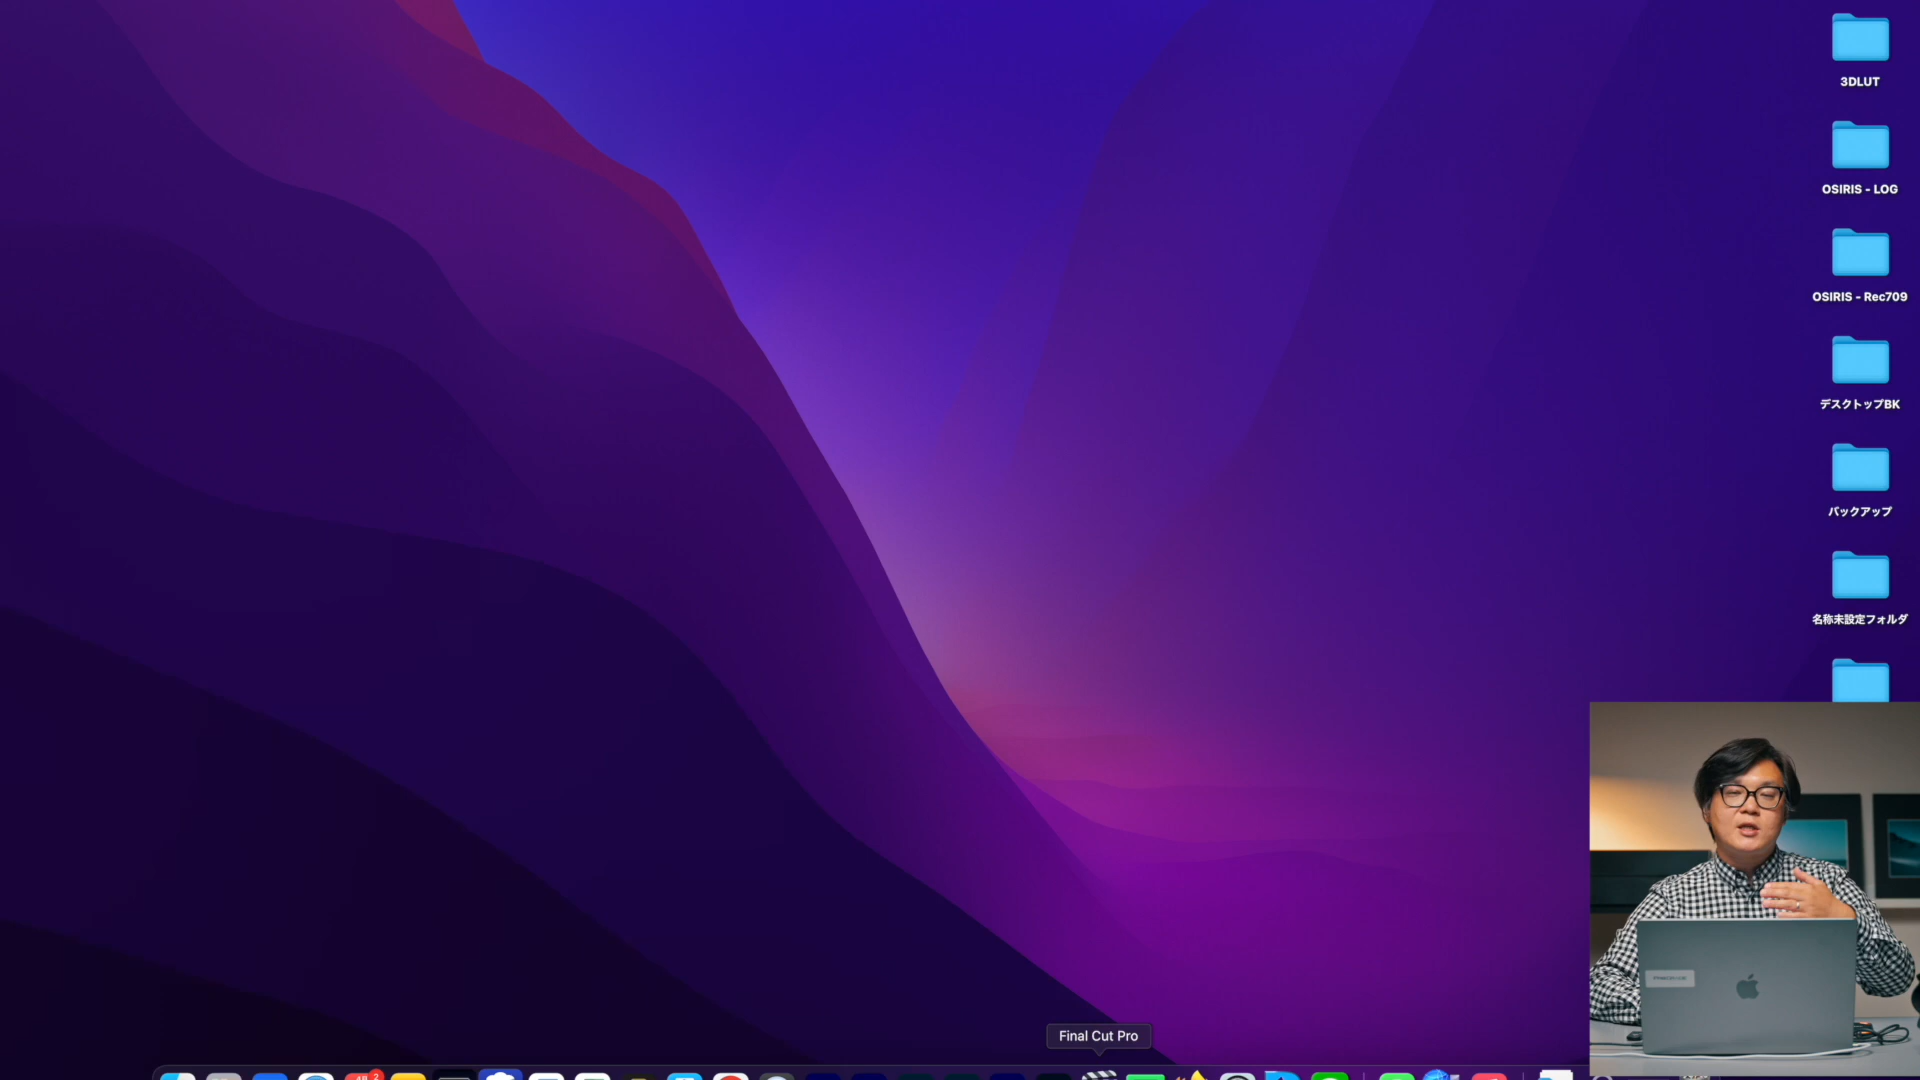 3DLUT
OSIRIS - LOG
OSIRIS - Rec709
デスクトップBK
バックアップ
名称未設定フォルダ
Final Cut Pro
2